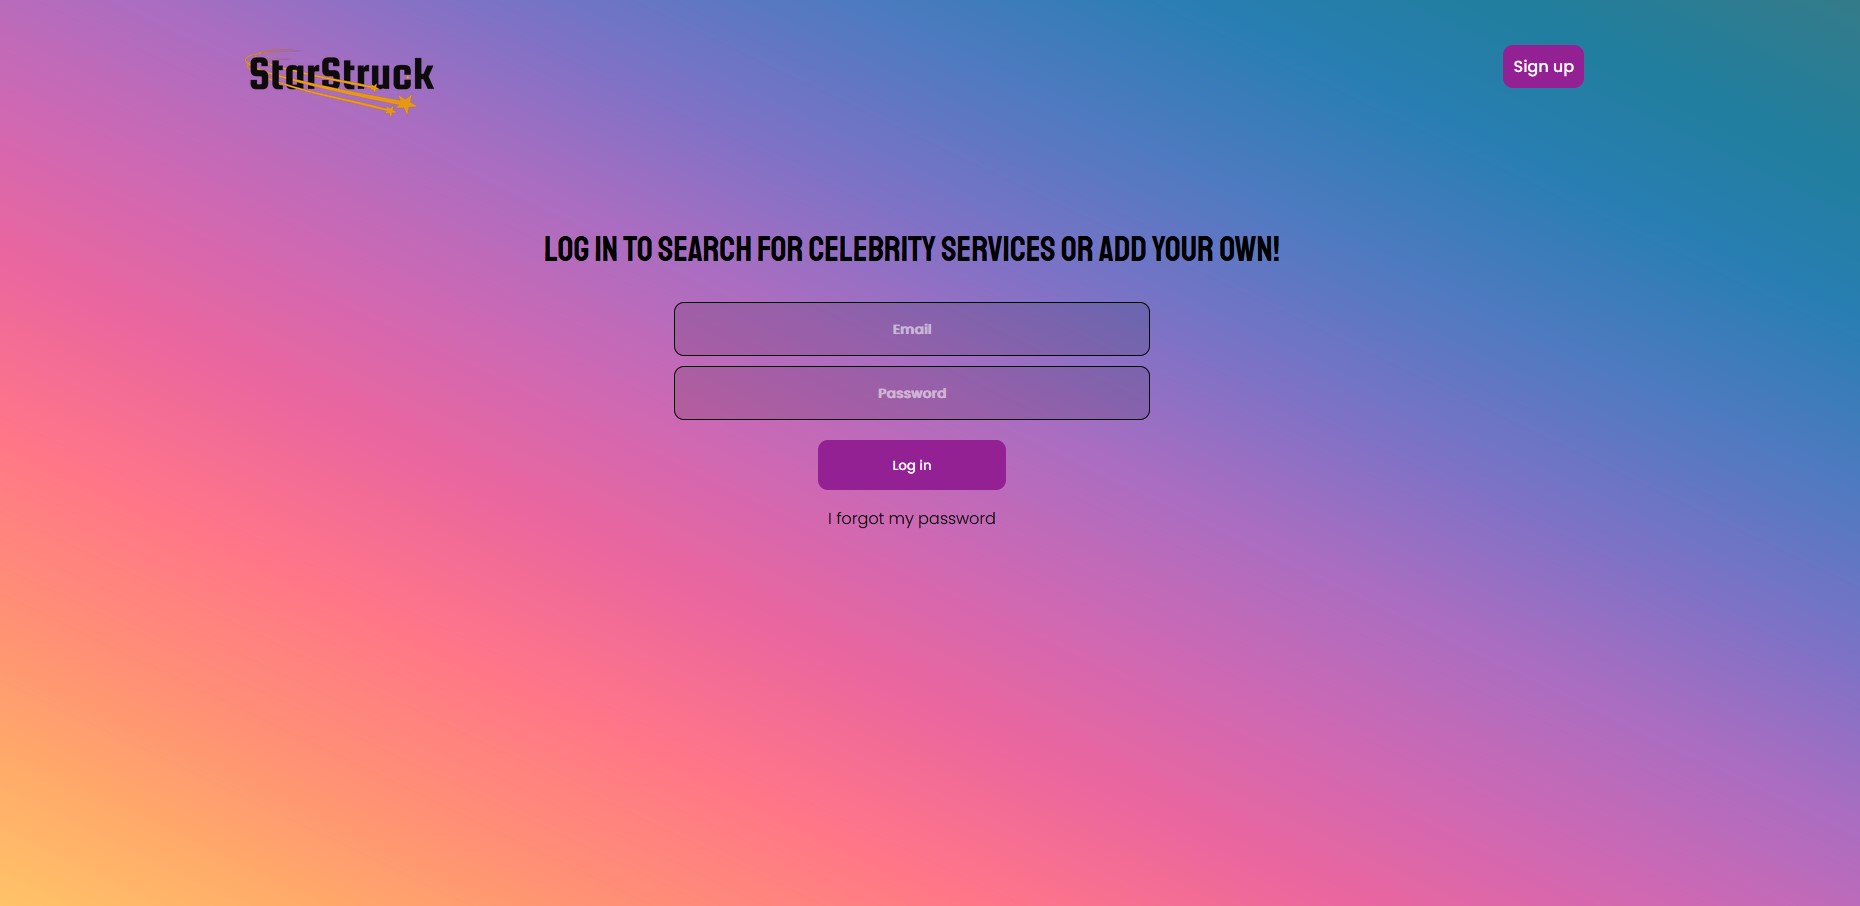 StarStruck
Sign up
LOG IN TO SEARCH FOR CELEBRITY SERVICES OR ADD YOUR OWN!
Email
Password
Log in
I forgot my password